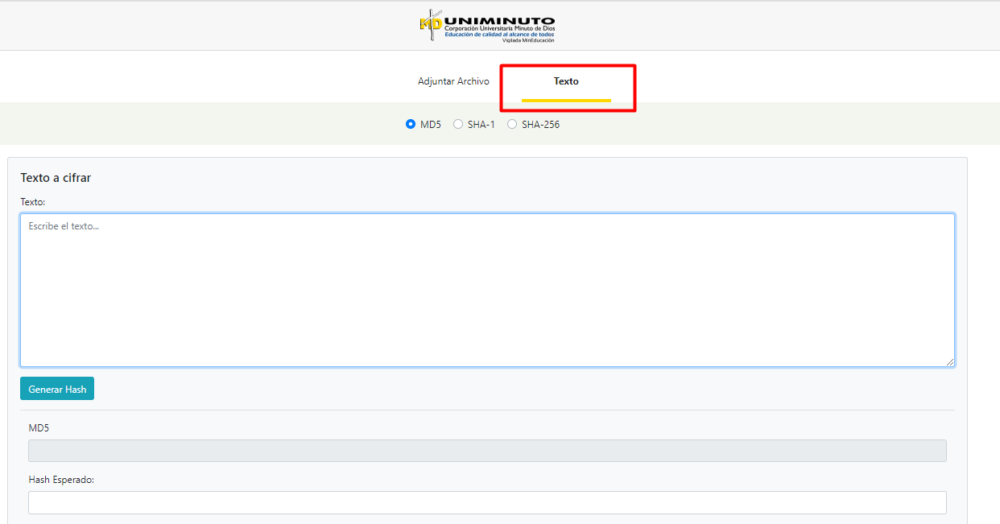 MD UNIMINUTO
Corporación Universitaria Minuto de Dios
Educación de calidad al alcance de todos
Vigilada MinEducación
Adjuntar Archivo Texto
MD5 SHA-1 SHA-256
Texto a cifrar
Texto:
Escribe el texto...
Generar Hash
MD5
Hash Esperado: